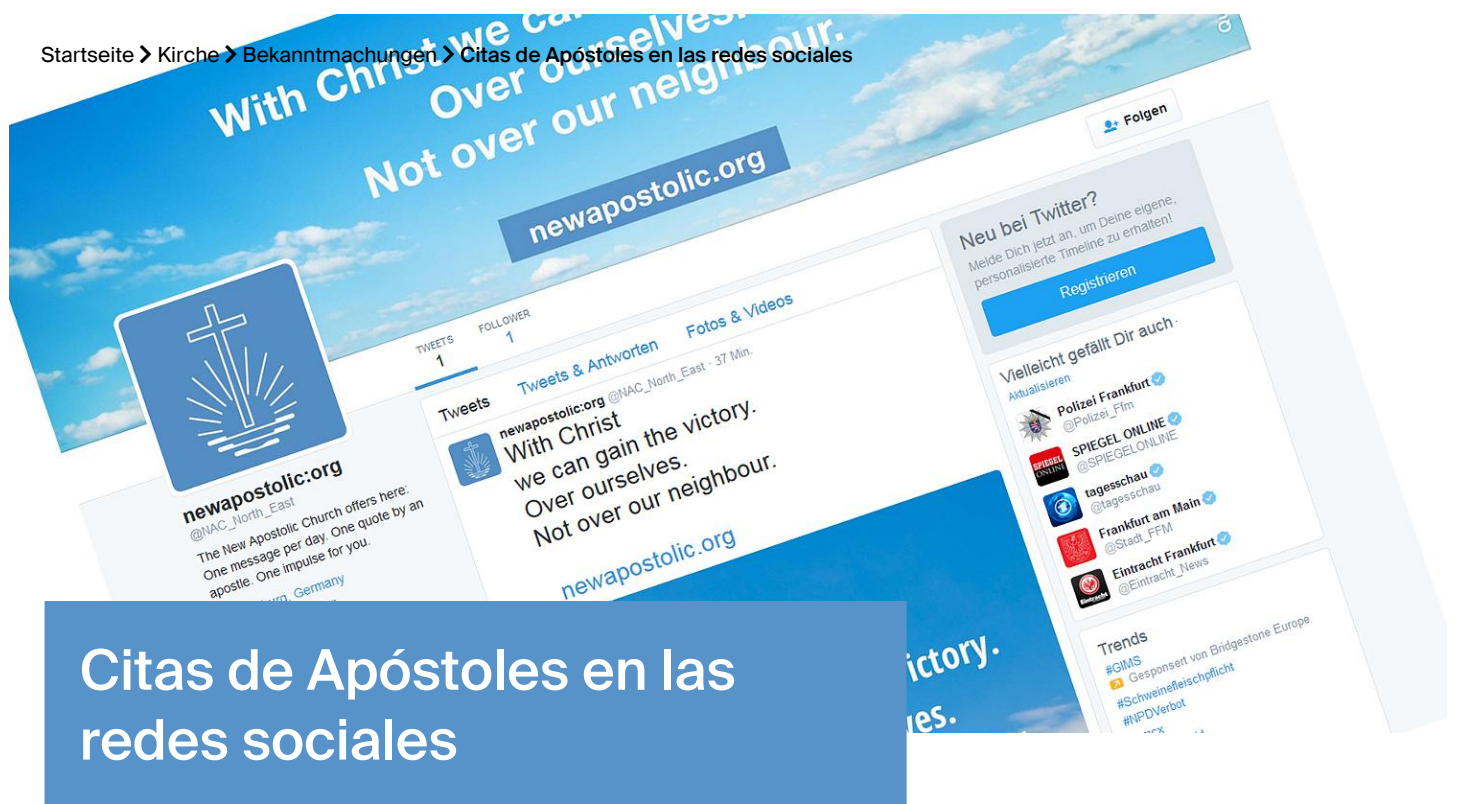 Startseite > Kirche > Bekanntmachungen > Citas de Apóstoles en las redes sociales
With Christ we can
Over ourselves.
Not over our neighbour.
newapostolic.org
Folgen
TWEETS
1
FOLLOWER
1
newapostolic:org
@NAC_North_East
The New Apostolic Church offers here:
One message per day. One quote by an
apostle. One impulse for you.
Germany
Tweets
Tweets & Antworten
Fotos & Videos
newapostolic:org @NAC_North_East · 37 Min.
With Christ
we can gain the victory.
Over ourselves.
Not over our neighbour.
newapostolic.org
Neu bei Twitter?
Melde Dich jetzt an, um Deine eigene,
personalisierte Timeline zu erhalten!
Registrieren
Vielleicht gefällt Dir auch ·
Aktualisieren
Polizei Frankfurt
@Polizei_Ffm
SPIEGEL ONLINE
@SPIEGELONLINE
SPIEGEL
ONLINE
tagesschau
@tagesschau
Frankfurt am Main
@Stadt_FFM
Eintracht Frankfurt
@Eintracht_News
Trends
#GIMS
Gesponsert von Bridgestone Europe
#Schweinefleischpflicht
#NPDVerbot
Citas de Apóstoles en las
redes sociales